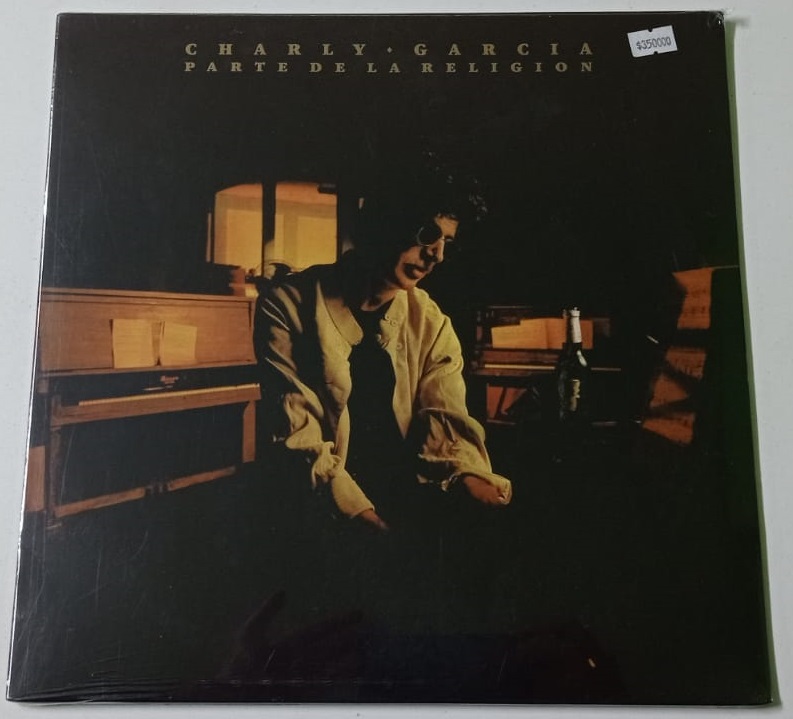 CHARLY · GARCIA
$350000
PARTE DE LA RELIGION